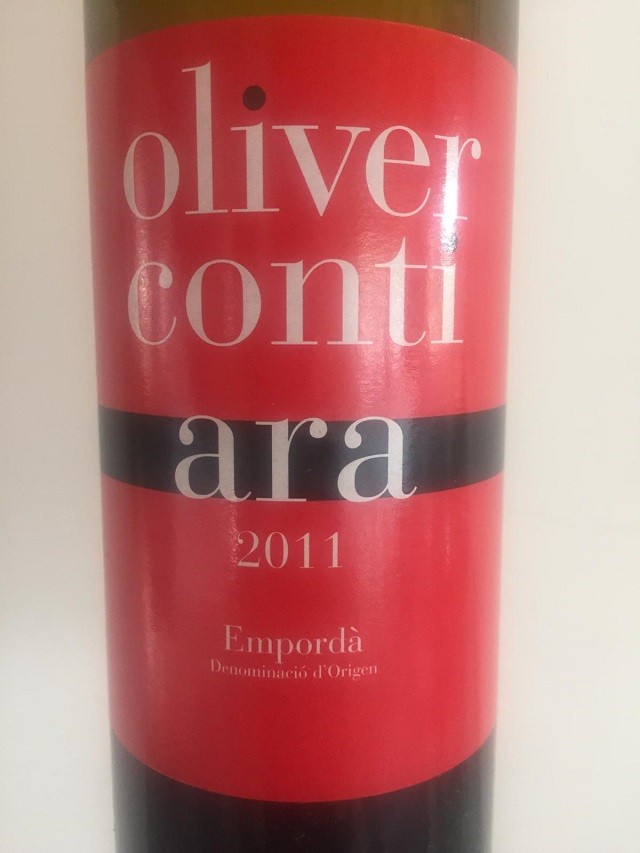 oliver
conti
ara
2011
Empordà
Denominació d'Origen